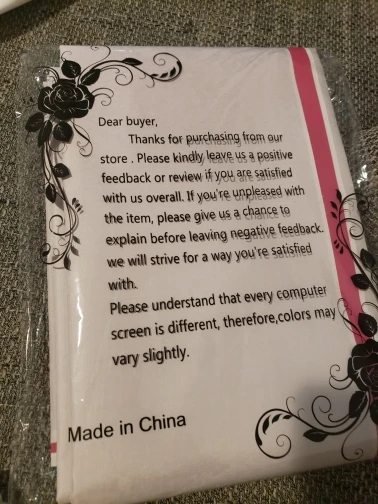 Dear buyer,
Thanks for purchasing from our
store . Please kindly leave us a positive
feedback or review if you are satisfied
with us overall. If you're unpleased with
the item, please give us a chance to
explain before leaving negative feedback.
we will strive for a way you're satisfied
with.
Please understand that every computer
screen is different, therefore,colors may
vary slightly.
Made in China